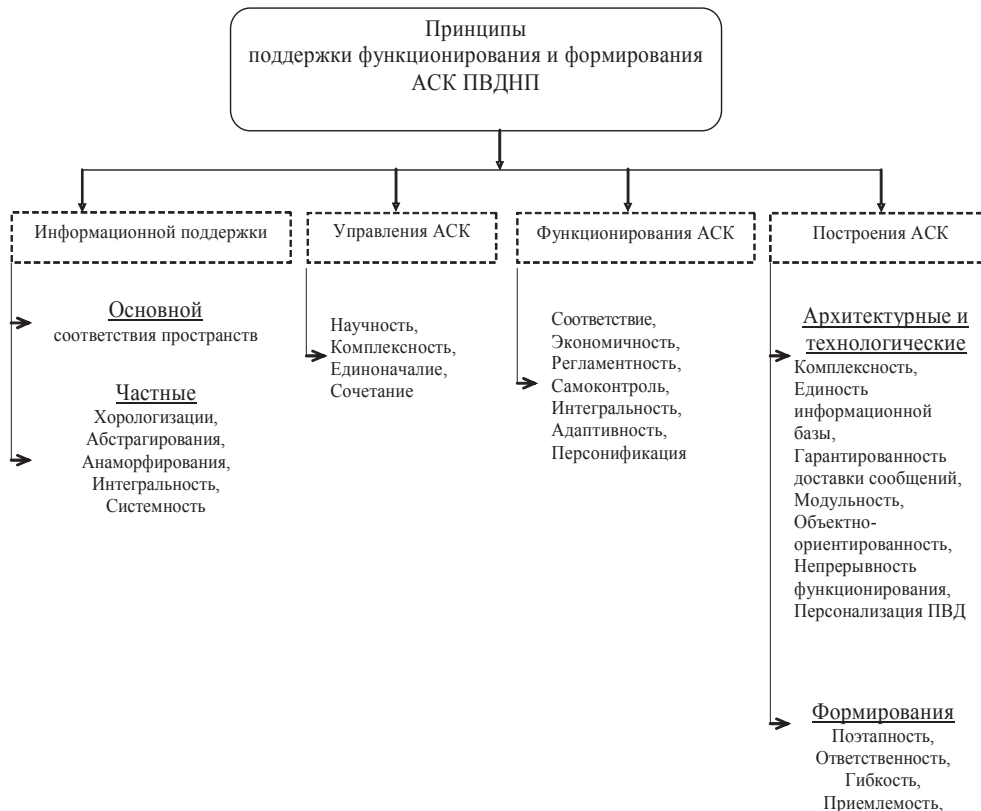 Принципы
поддержки функционирования и формирования
АСК ПВДНП
Информационной поддержки
Управления АСК
Функционирования АСК
Построения АСК
Основной
соответствия пространств
Частные
Хорологизации,
Абстрагирования,
Анаморфирования,
Интегральность,
Системность
Научность,
Комплексность,
Единоначалие,
Сочетание
Соответствие,
Экономичность,
Регламентность,
Самоконтроль,
Интегральность,
Адаптивность,
Персонификация
Архитектурные и
технологические
Комплексность,
Единость
информационной
базы,
Гарантированность
доставки сообщений,
Модульность,
Объектно-
ориентированность,
Непрерывность
функционирования,
Персонализация ПВД
Формирования
Поэтапность,
Ответственность,
Гибкость,
Приемлемость,